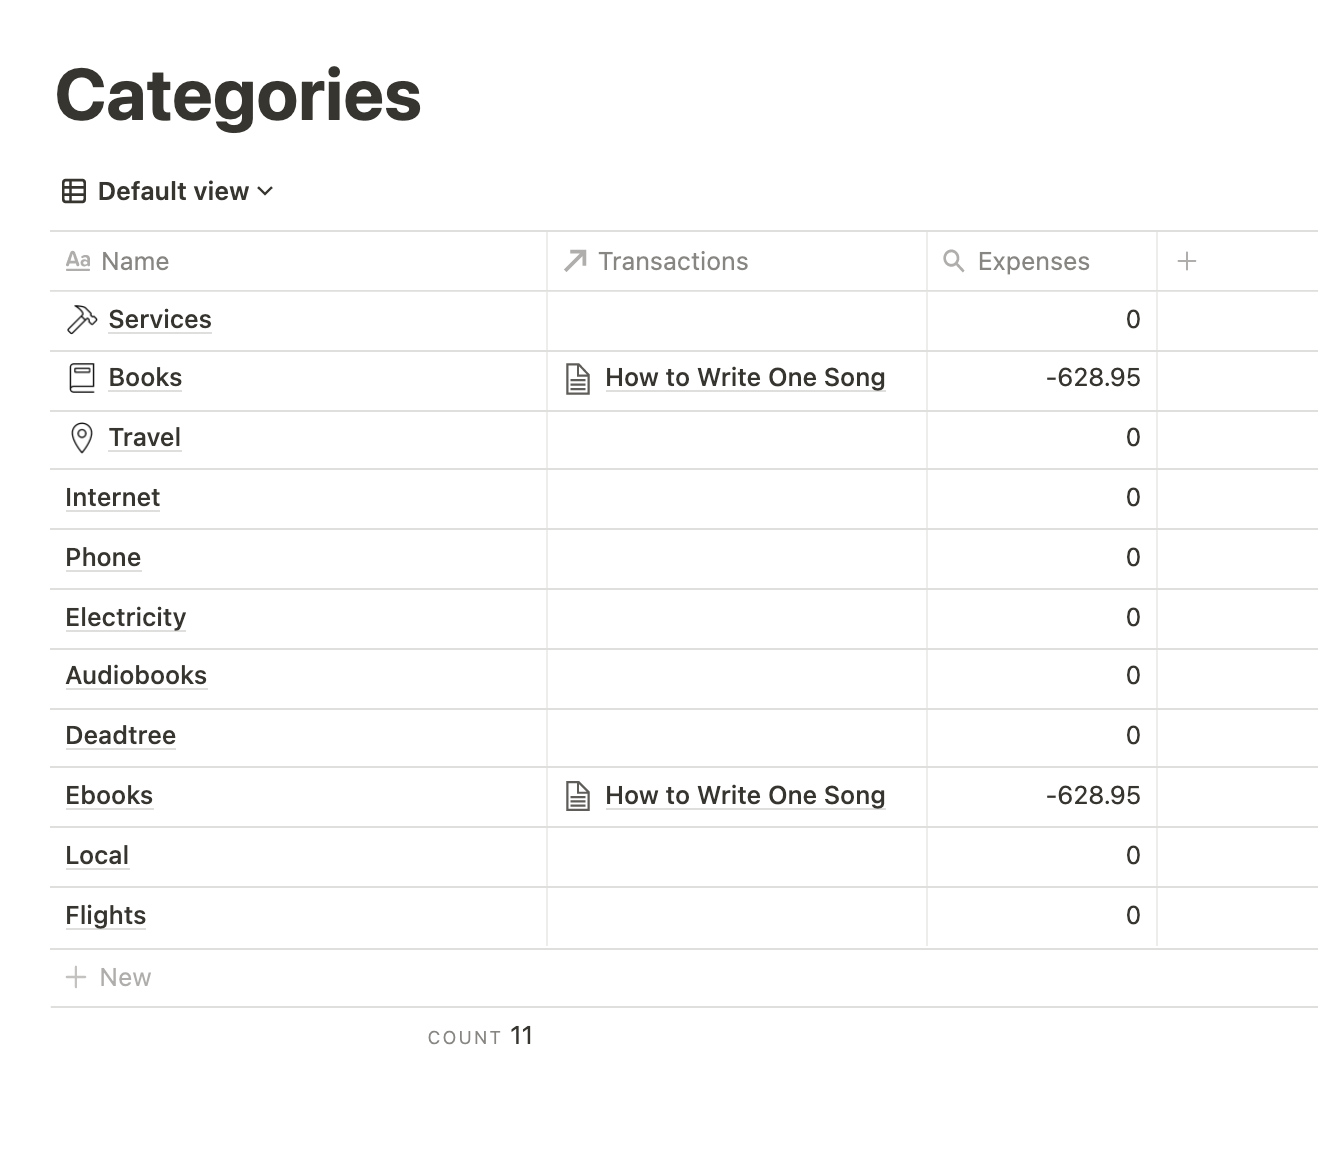 Categories
Default view
Aa Name Transactions Expenses
Services 0
Books How to Write One Song -628.95
Travel 0
Internet 0
Phone 0
Electricity 0
Audiobooks 0
Deadtree 0
Ebooks How to Write One Song -628.95
Local 0
Flights 0
+ New
COUNT 11